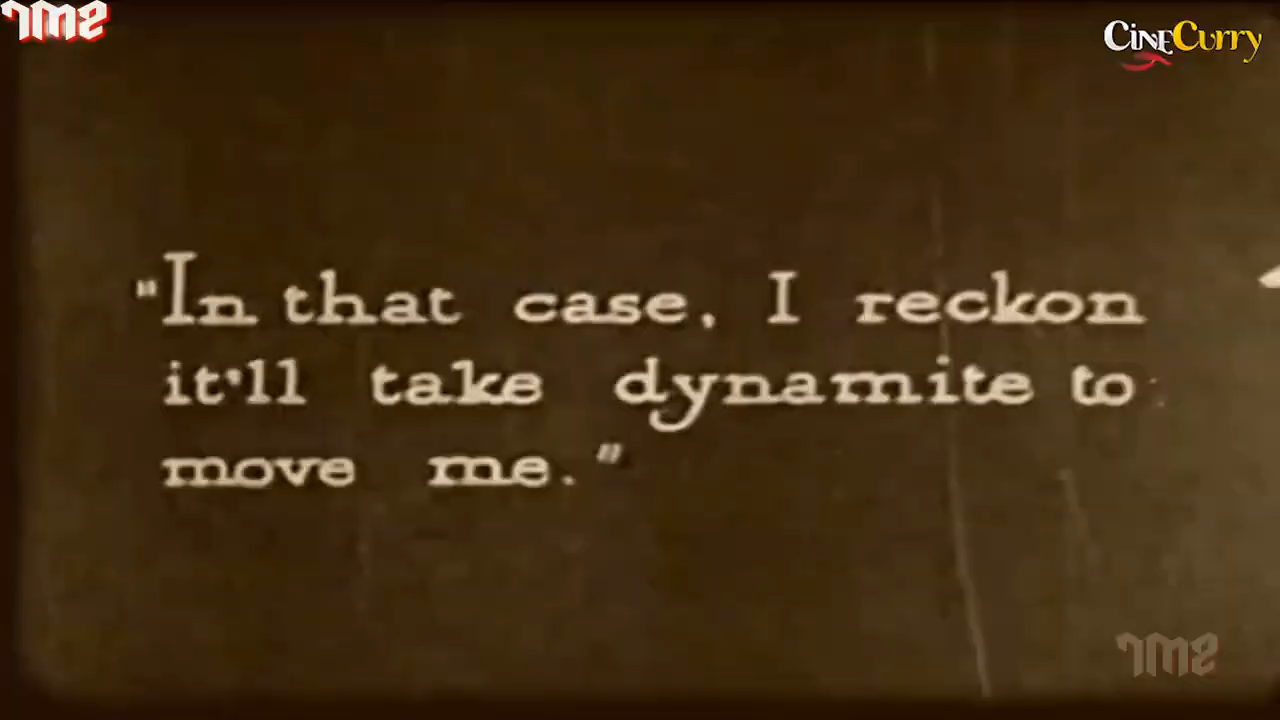 CineCurry
"In that case, I reckon
it'll take dynamite to
move me."